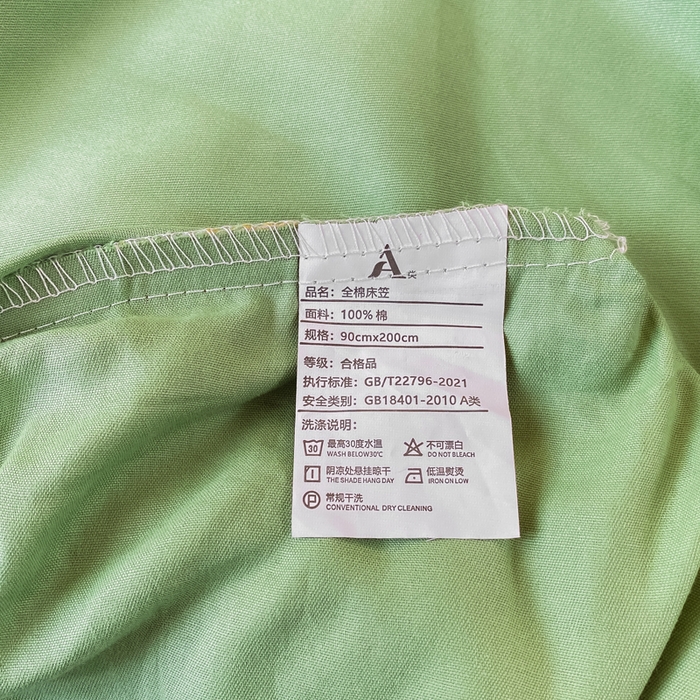 A类
品名：全棉床笠
面料：100% 棉
规格：90cmx200cm
等级：合格品
执行标准：GB/T22796-2021
安全类别：GB18401-2010 A类
洗涤说明：
30 最高30度水温 不可漂白
WASH BELOW30℃ DO NOT BLEACH
阴凉处悬挂晾干 低温熨烫
THE SHADE HANG DAY IRON ON LOW
P 常规干洗
CONVENTIONAL DRY CLEANING